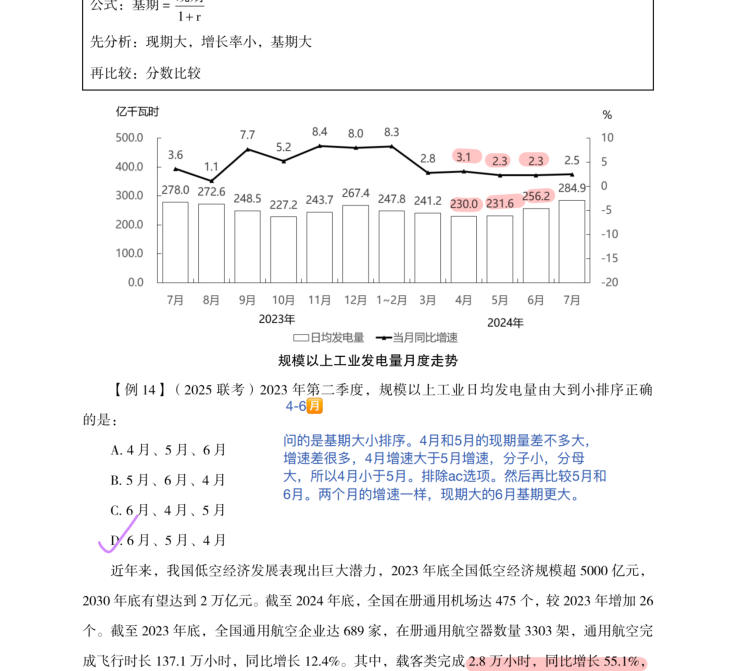 公式：基期＝
1+r
先分析：现期大，增长率小，基期大
再比较：分数比较
亿千瓦时
%
500.0
400.0
300.0
200.0
100.0
0.0
3.6 1.1 7.7 5.2 8.4 8.0 8.3 2.8 3.1 2.3 2.3 2.5
278.0 272.6 248.5 227.2 243.7 267.4 247.8 241.2 230.0 231.6 256.2 284.9
10
5
0
-5
-10
-15
-20
7月 8月 9月 10月 11月 12月 1~2月 3月 4月 5月 6月 7月
2023年 2024年
日均发电量 当月同比增速
规模以上工业发电量月度走势
【例 14】（2025 联考）2023 年第二季度，规模以上工业日均发电量由大到小排序正确
4-6月
的是：
问的是基期大小排序。4月和5月的现期量差不多大，
A. 4 月、5 月、6 月
增速差很多，4月增速大于5月增速，分子小，分母
大，所以4月小于5月。排除ac选项。然后再比较5月和
B. 5 月、6 月、4 月
6月。两个月的增速一样，现期大的6月基期更大。
C. 6 月、4 月、5 月
D. 6 月、5 月、4 月
近年来，我国低空经济发展表现出巨大潜力，2023 年底全国低空经济规模超 5000 亿元，
2030 年底有望达到 2 万亿元。截至 2024 年底，全国在册通用机场达 475 个，较 2023 年增加 26
个。截至 2023 年底，全国通用航空企业达 689 家，在册通用航空器数量 3303 架，通用航空完
成飞行时长 137.1 万小时，同比增长 12.4%。其中，载客类完成 2.8 万小时，同比增长 55.1%，